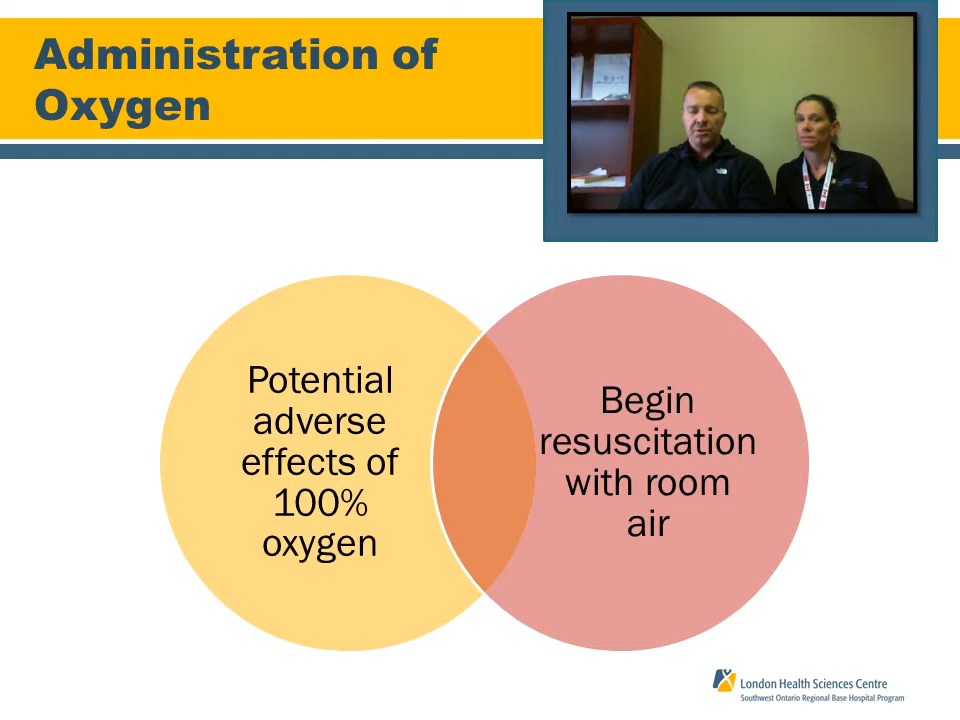 Administration of
Oxygen
Potential
adverse
effects of
100%
oxygen
Begin
resuscitation
with room
air
London Health Sciences Centre
Southwest Ontario Regional Base Hospital Program